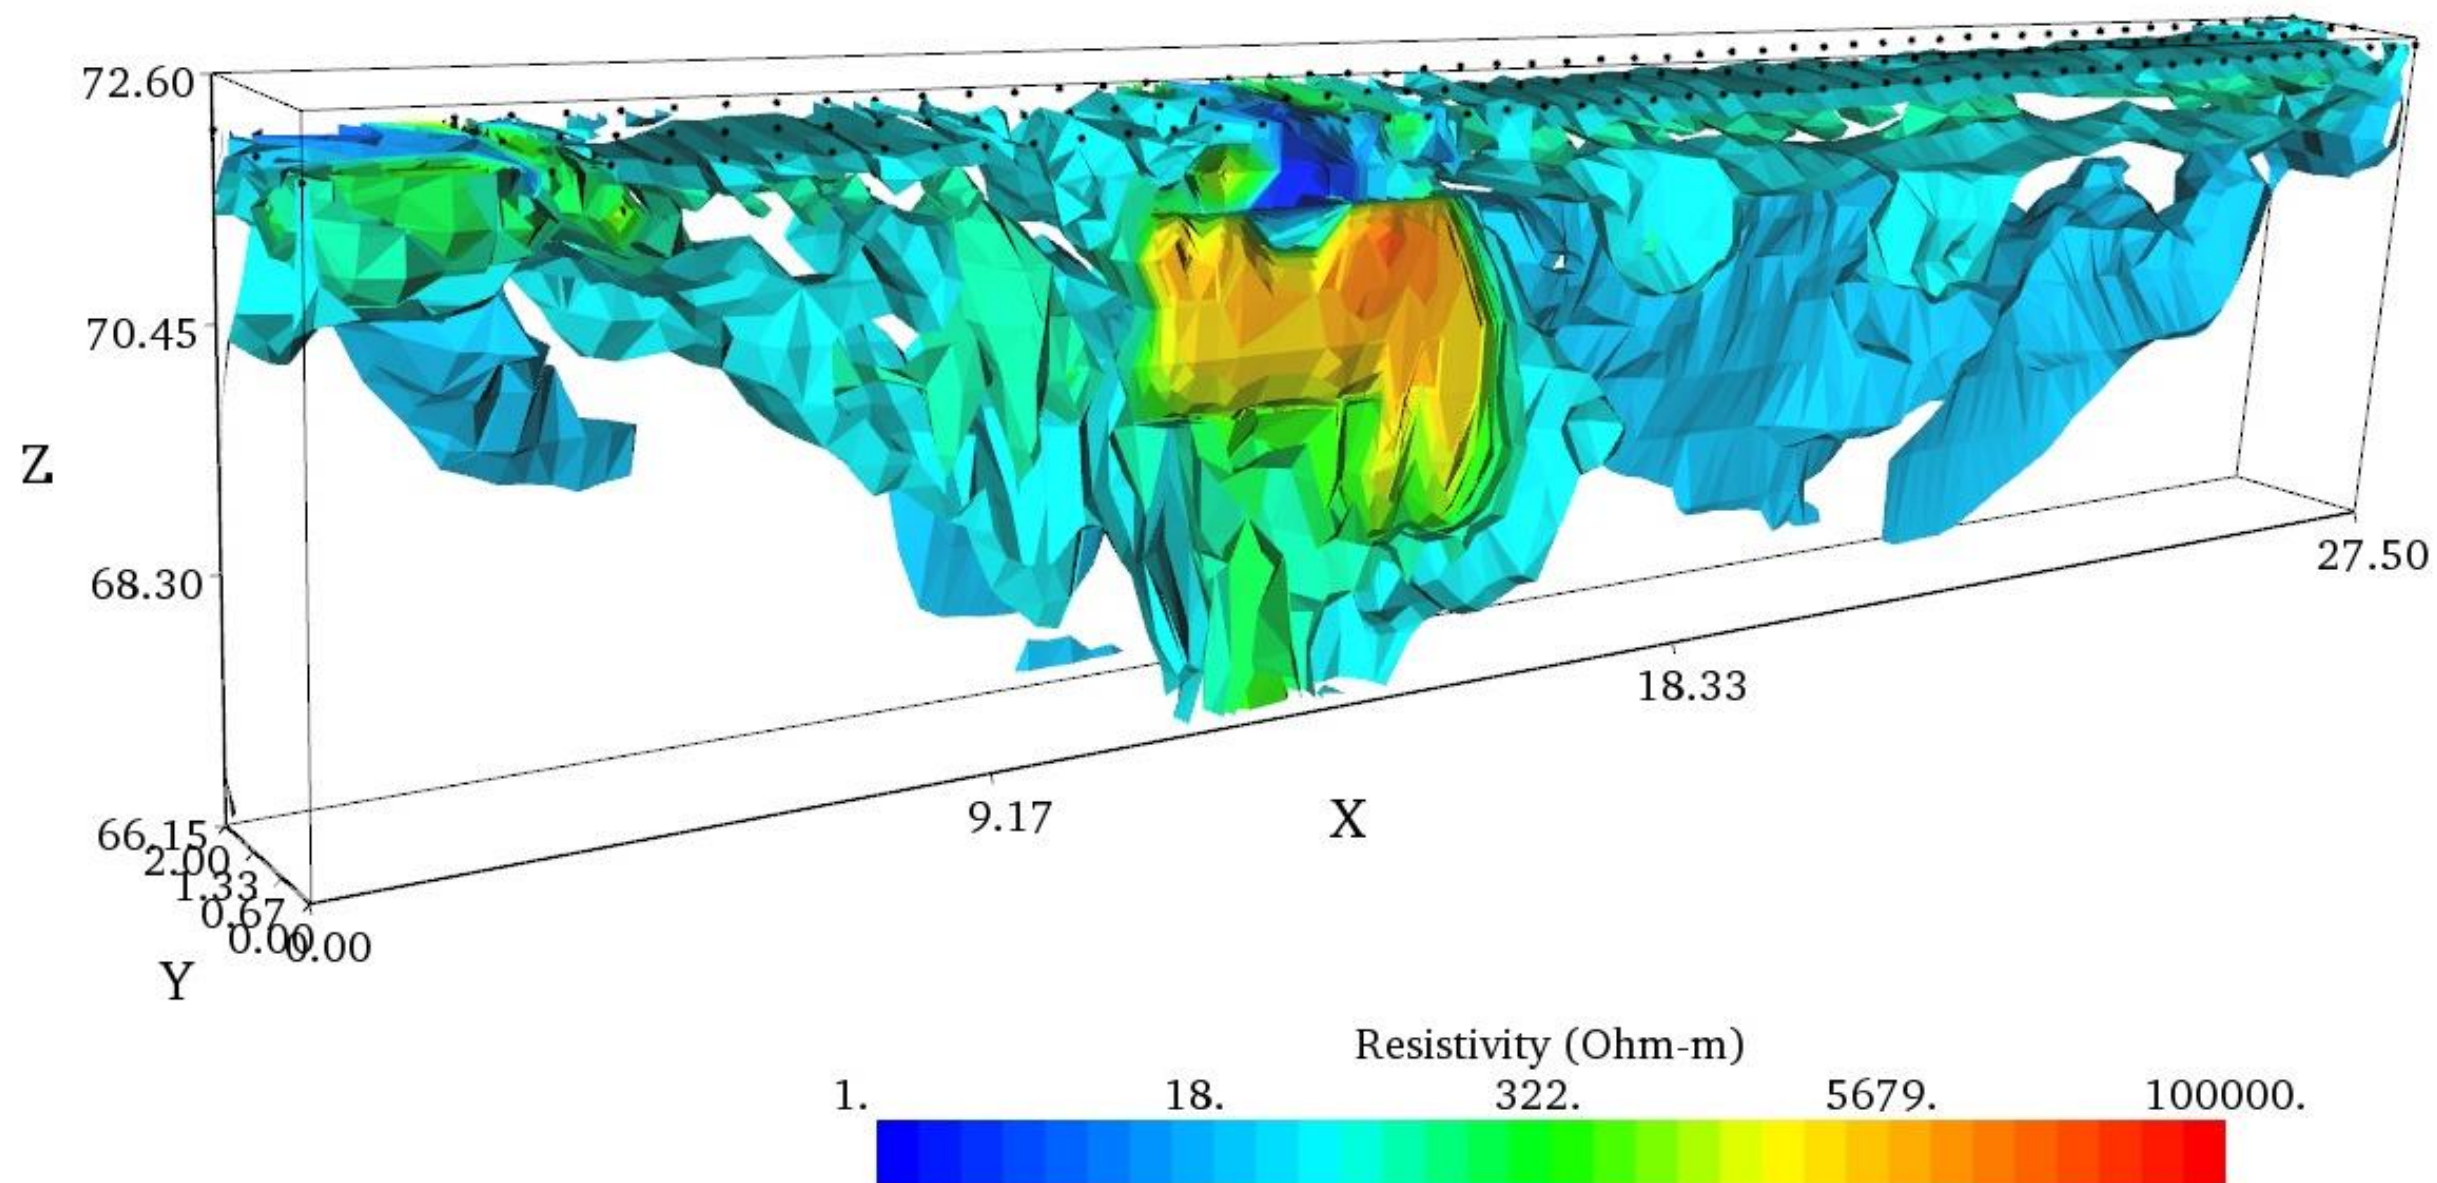 72.60
70.45
Z
68.30
66.15
2.00
1.33
0.67
0.00
0.00
Y
9.17
X
18.33
27.50
Resistivity (Ohm-m)
1. 18. 322. 5679. 100000.